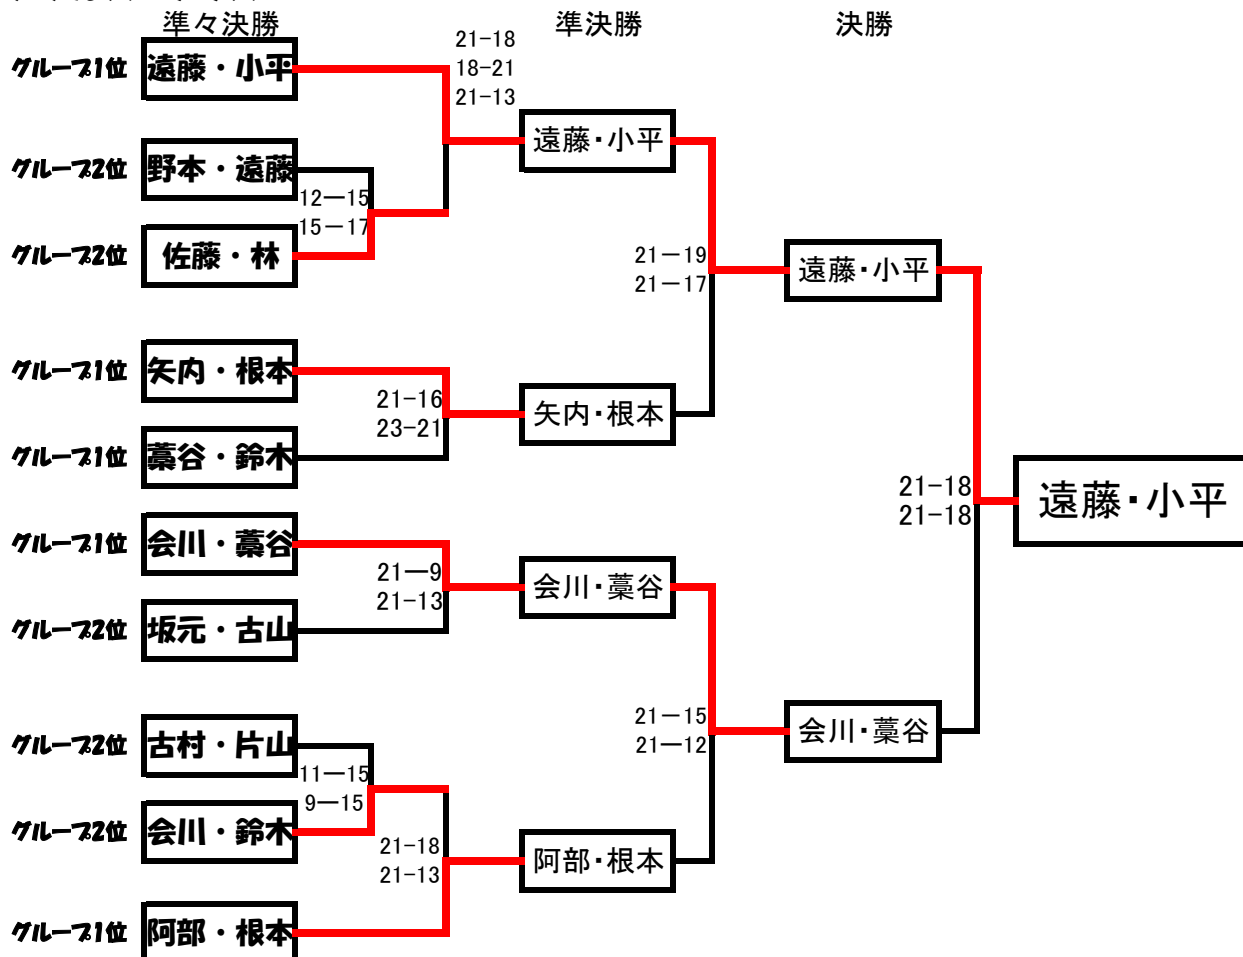 準々決勝 準決勝 決勝
グループ1位 遠藤・小平
21-18
18-21
21-13
遠藤・小平
グループ2位 野本・遠藤
12―15
15－17
グループ2位 佐藤・林
21－19
21－17
遠藤・小平
グループ1位 矢内・根本
21-16
23-21
矢内・根本
グループ1位 藁谷・鈴木
21-18
21-18
遠藤・小平
グループ1位 会川・藁谷
21―9
21-13
会川・藁谷
グループ2位 坂元・古山
21－15
21―12
会川・藁谷
グループ2位 古村・片山
11―15
9―15
グループ2位 会川・鈴木
21-18
21-13
阿部・根本
グループ1位 阿部・根本